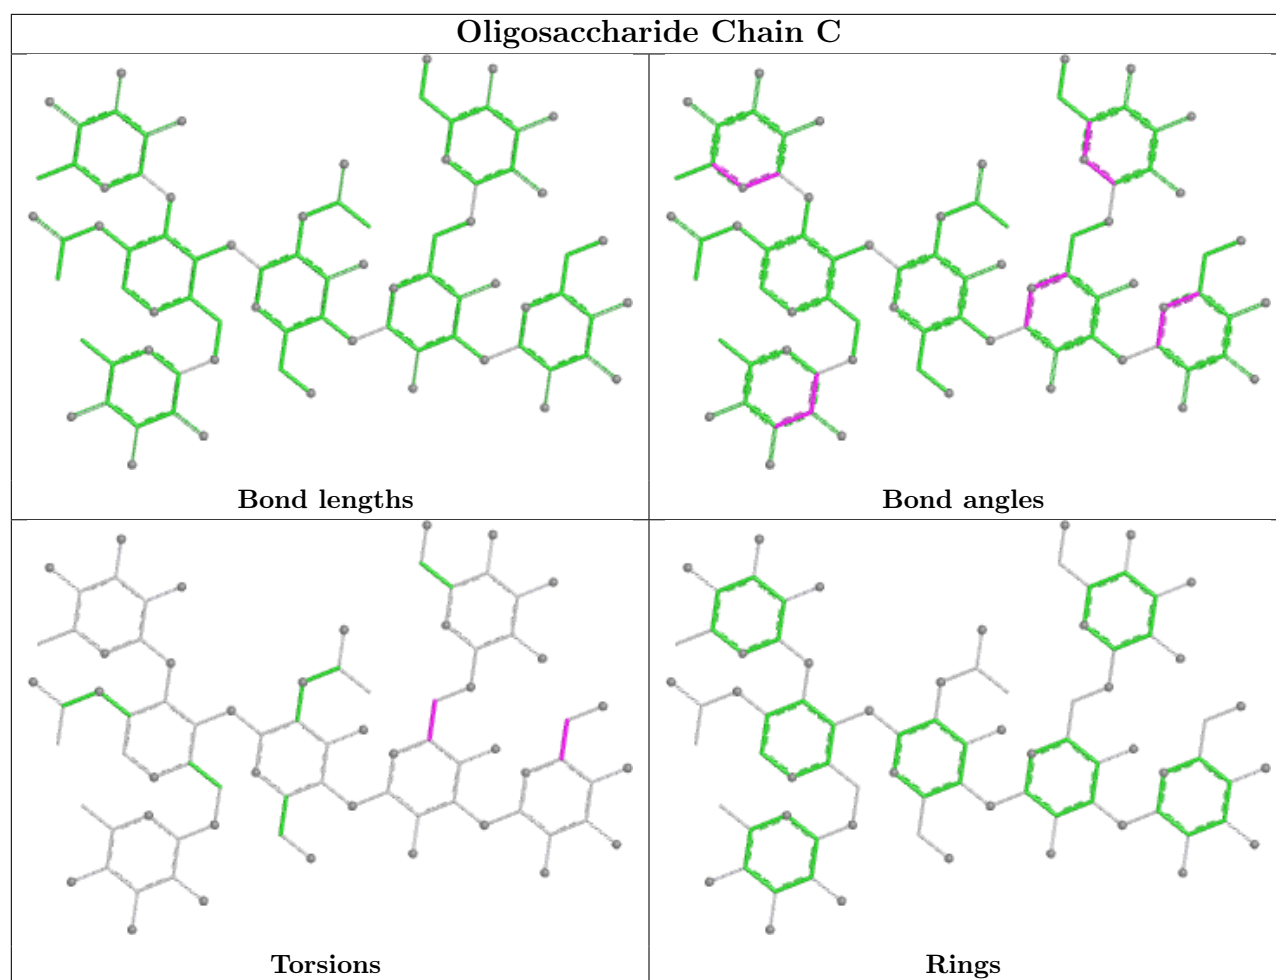 Oligosaccharide Chain C
Bond lengths
Bond angles
Torsions
Rings